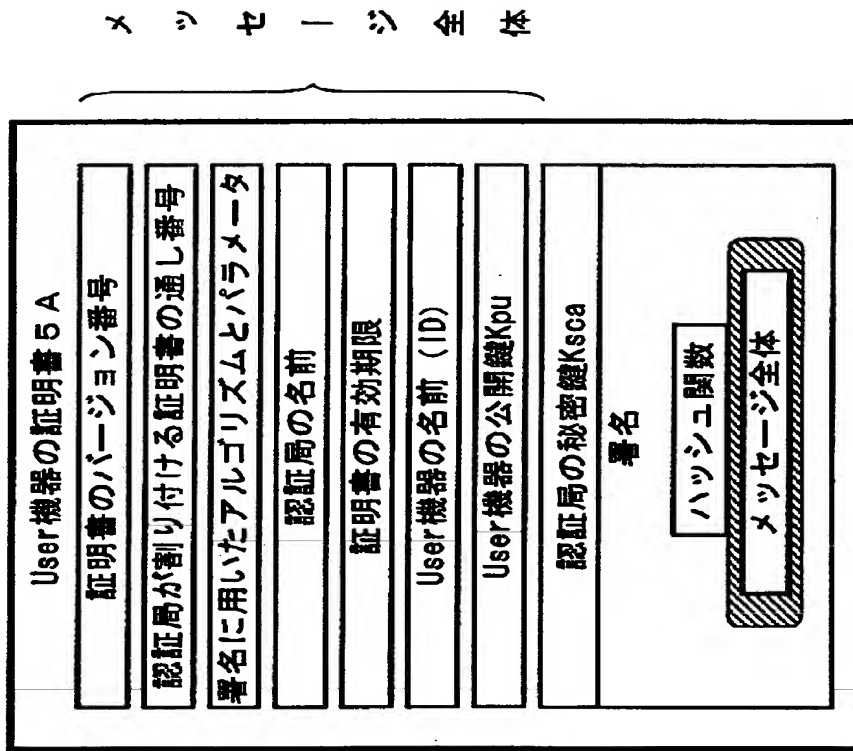 User機器の証明書5A
証明書のバージョン番号
認証局が割り付ける証明書の通し番号
署名に用いたアルゴリズムとパラメータ
認証局の名前
証明書の有効期限
User機器の名前 (ID)
User機器の公開鍵Kpu
認証局の秘密鍵Ksca
署名
ハッシュ関数
メッセージ全体
メッセージ全体